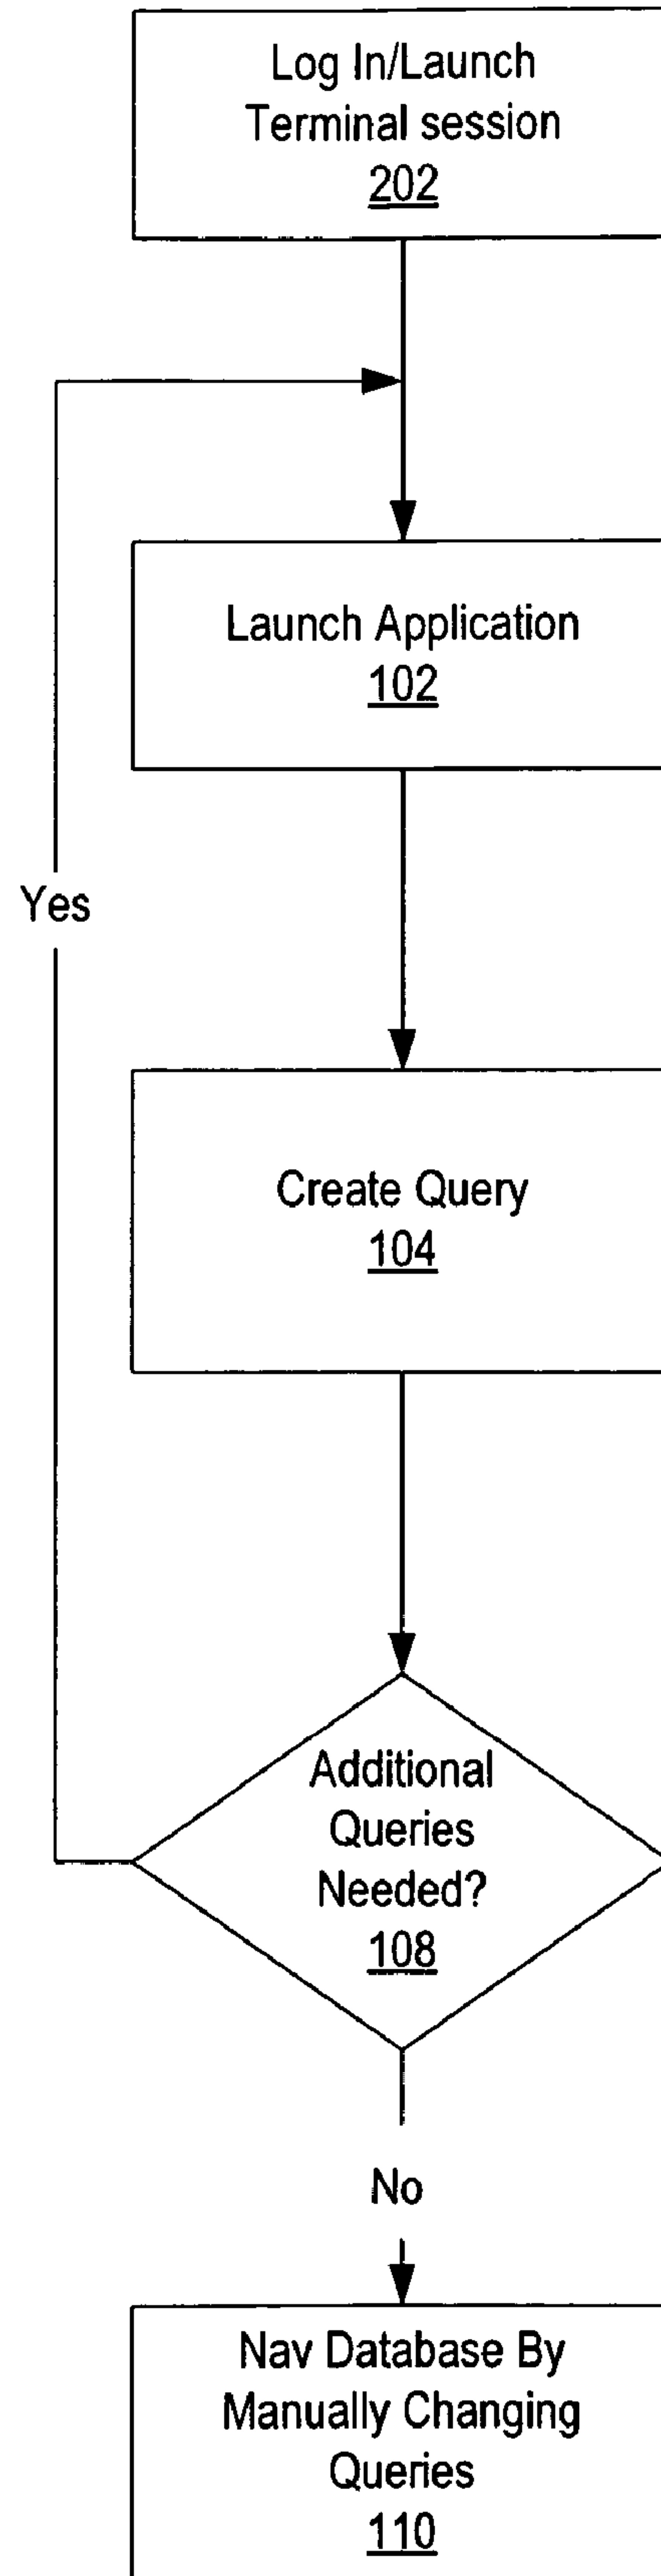 Log In/Launch
Terminal session
202
Launch Application
102
Yes
Create Query
104
Additional
Queries
Needed?
108
No
Nav Database By
Manually Changing
Queries
110